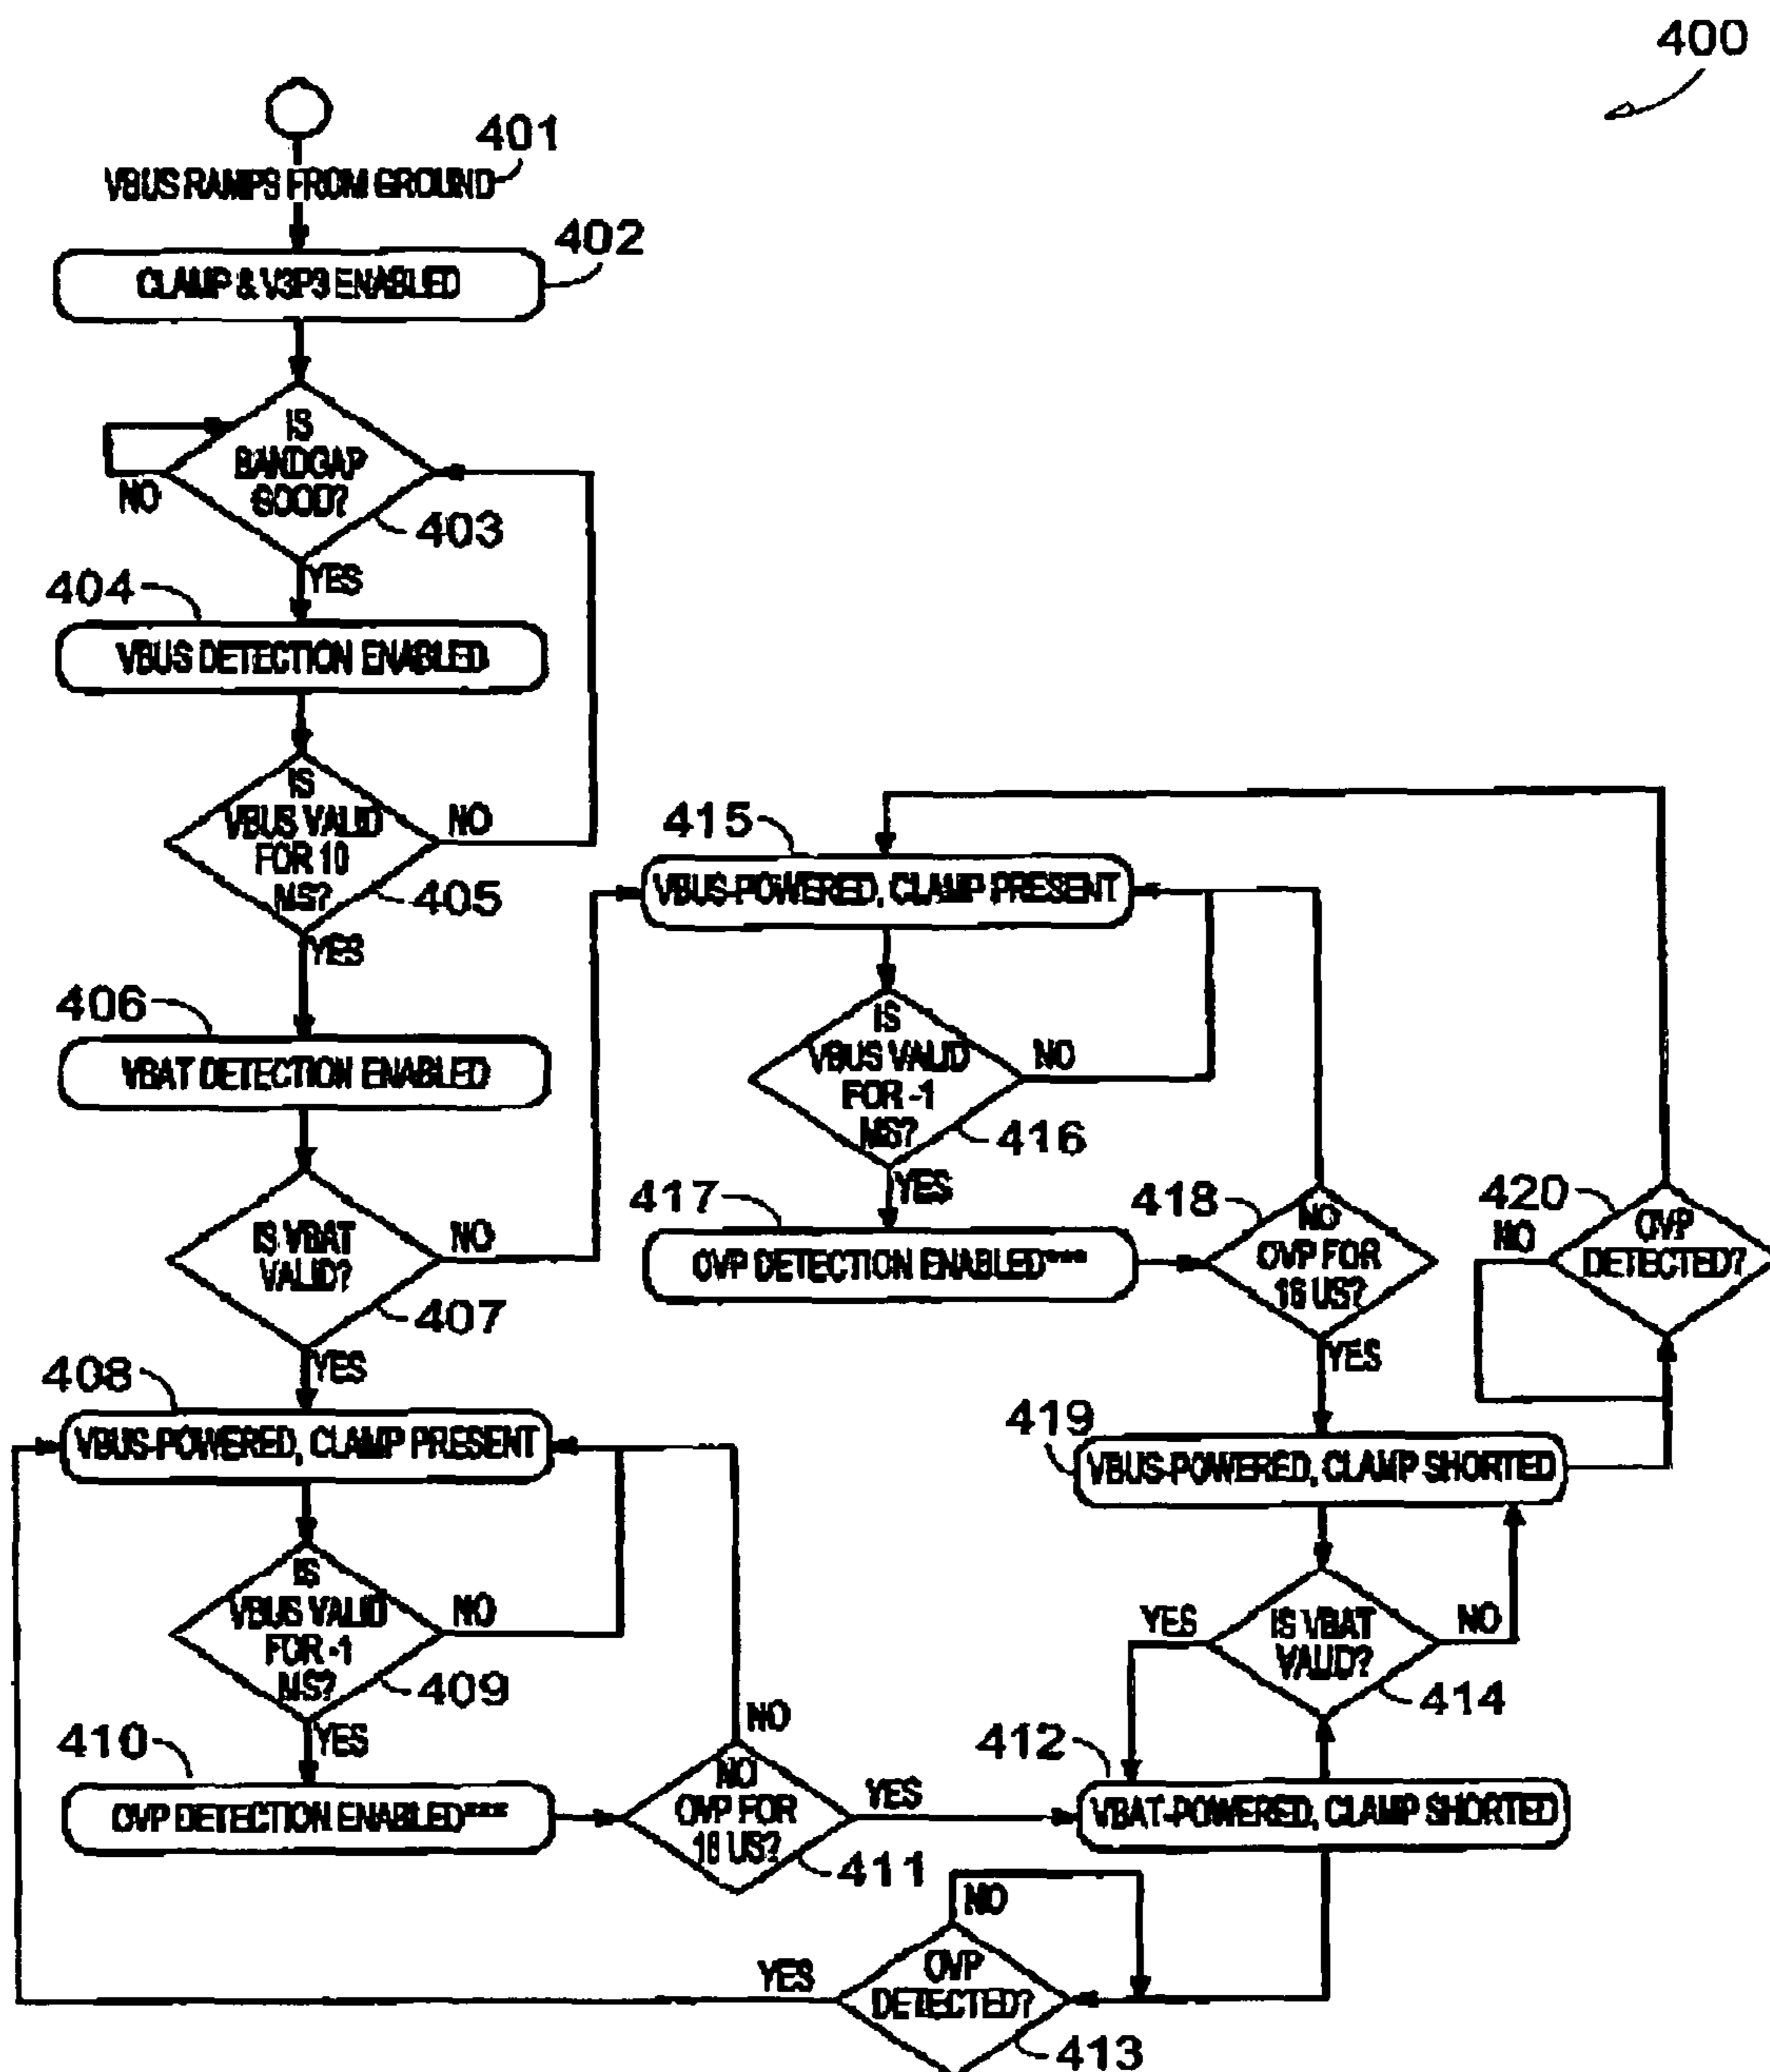 400
401
VBUS RAMPS FROM GROUND
402
CLAMP & V3P3 ENABLED
IS
BANDGAP
GOOD?
NO
403
YES
404
VBUS DETECTION ENABLED
IS
VBUS VALID
FOR 10
MS?
NO
405
YES
406
VBAT DETECTION ENABLED
IS VBAT
VALID?
NO
407
YES
408
VBUS-POWERED, CLAMP PRESENT
IS
VBUS VALID
FOR -1
MS?
NO
409
YES
410
OVP DETECTION ENABLED***
NO
OVP FOR
16 US?
NO
411
YES
415
VBUS-POWERED, CLAMP PRESENT
IS
VBUS VALID
FOR -1
MS?
NO
416
YES
417
OVP DETECTION ENABLED***
418
NO
OVP FOR
16 US?
YES
420
NO
OVP
DETECTED?
419
VBUS-POWERED, CLAMP SHORTED
YES
IS VBAT
VALID?
NO
414
412
VBAT-POWERED, CLAMP SHORTED
NO
YES
OVP
DETECTED?
413